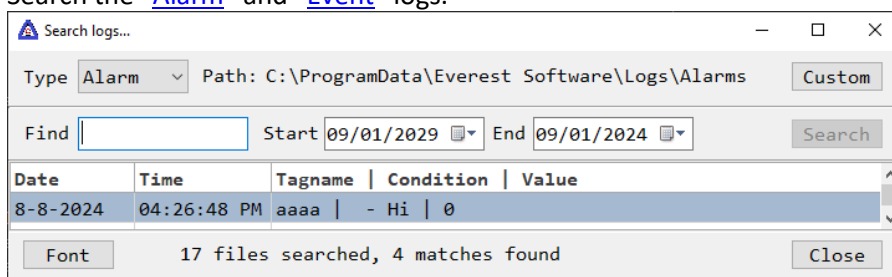 Search the "Alarm" and "Event" logs.
Search logs...
Type Alarm Path: C:\ProgramData\Everest Software\Logs\Alarms Custom
Find Start 09/01/2029 End 09/01/2024 Search
Date Time Tagname | Condition | Value
8-8-2024 04:26:48 PM aaaa | - Hi | 0
Font 17 files searched, 4 matches found Close